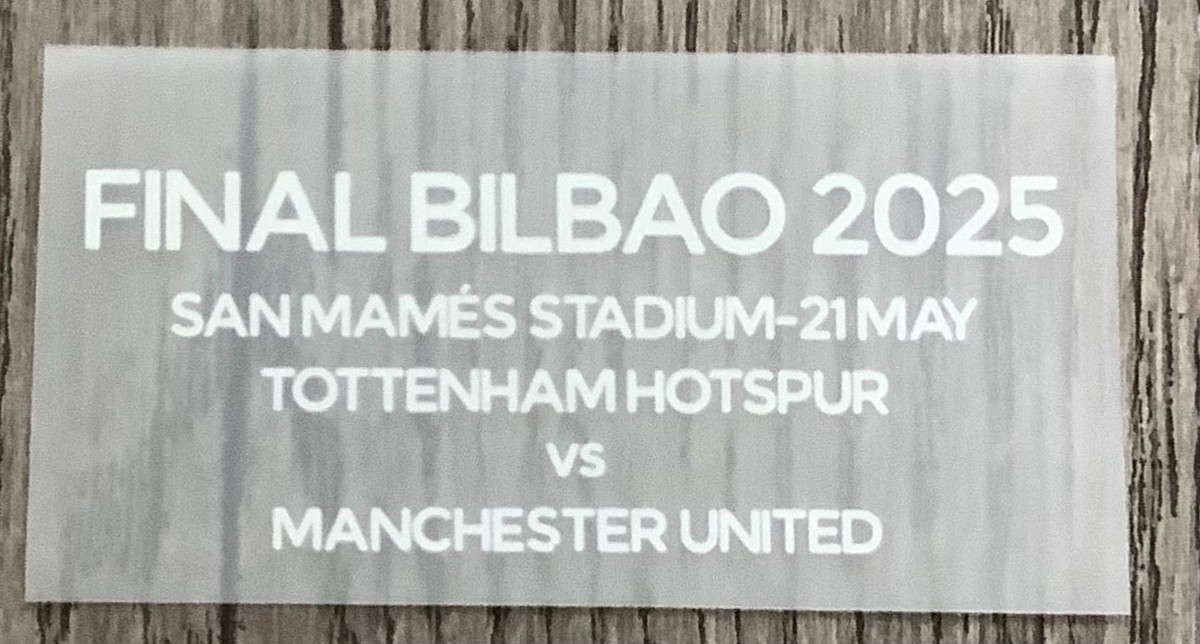 FINAL BILBAO 2025
SAN MAMÉS STADIUM-21 MAY
TOTTENHAM HOTSPUR
VS
MANCHESTER UNITED